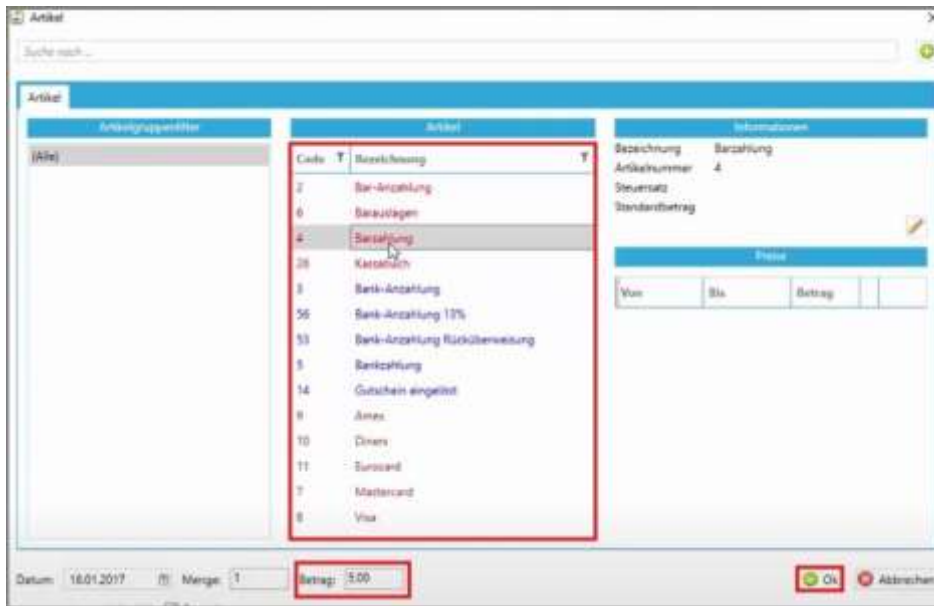 Artikel
Suche nach ...
Artikel
Artikelgruppenfilter
(Alle)
Artikel
Code Bezeichnung
2 Bar-Anzahlung
6 Barauslagen
4 Barzahlung
28
3 Bank-Anzahlung
56 Bank-Anzahlung 13%
53 Bank-Anzahlung Rücküberweisung
5 Bankzahlung
14 Gutschein eingelöst
9 Amex
10 Diners
11 Eurocard
7 Mastercard
8 Visa
Informationen
Bezeichnung Barzahlung
Artikelnummer 4
Steuersatz
Standardbetrag
Preise
Von Bis Betrag
Datum: 18.01.2017 Menge: 1 Betrag: 5.00 Ok Abbrechen